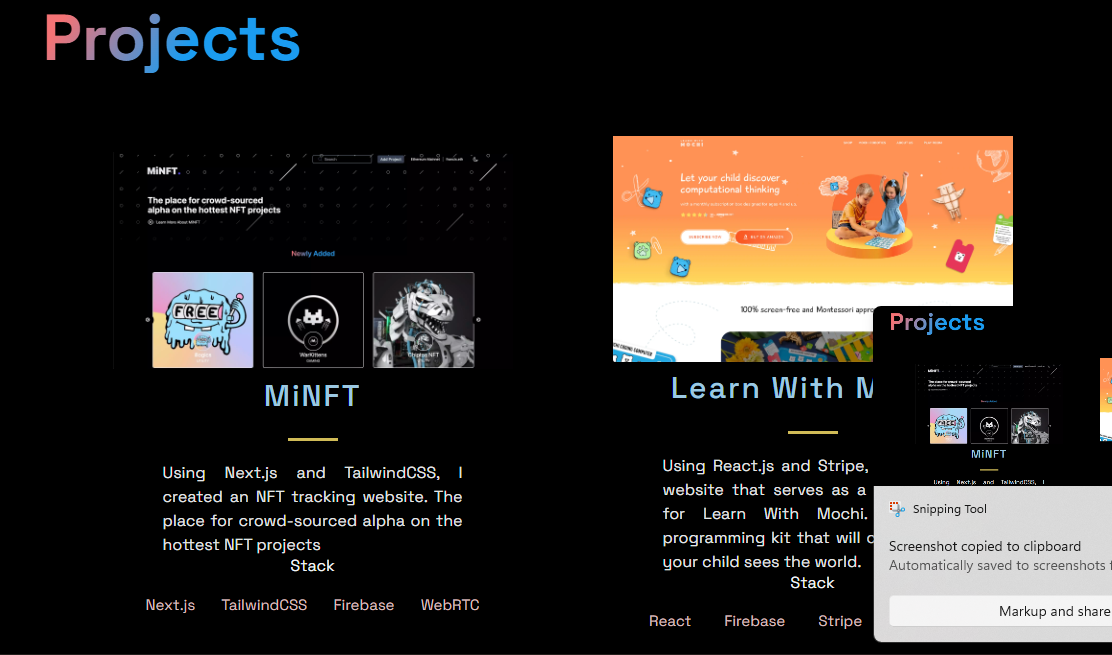 Projects
MiNFT.
Search
Add Project
The place for crowd-sourced
alpha on the hottest NFT projects
Learn More About MiNFT
Newly Added
FREE
WarKittens
MiNFT
Using Next.js and TailwindCSS, I
created an NFT tracking website. The
place for crowd-sourced alpha on the
hottest NFT projects
Stack
Next.js TailwindCSS Firebase WebRTC
MOCHI
Let your child discover
computational thinking
100% screen-free and Montessori
Learn With
Using React.js and Stripe,
website that serves as a
for Learn With Mochi.
programming kit that will
your child sees the world.
Stack
React Firebase Stripe
Projects
MiNFT
Using Next.js and TailwindCSS, I
Snipping Tool
Screenshot copied to clipboard
Automatically saved to screenshots
Markup and share